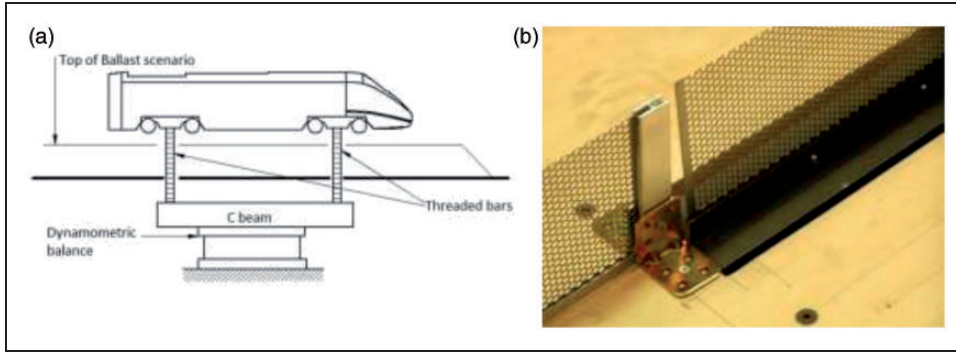 (a)
Top of Ballast scenario
Threaded bars
C beam
Dynamometric
balance
(b)